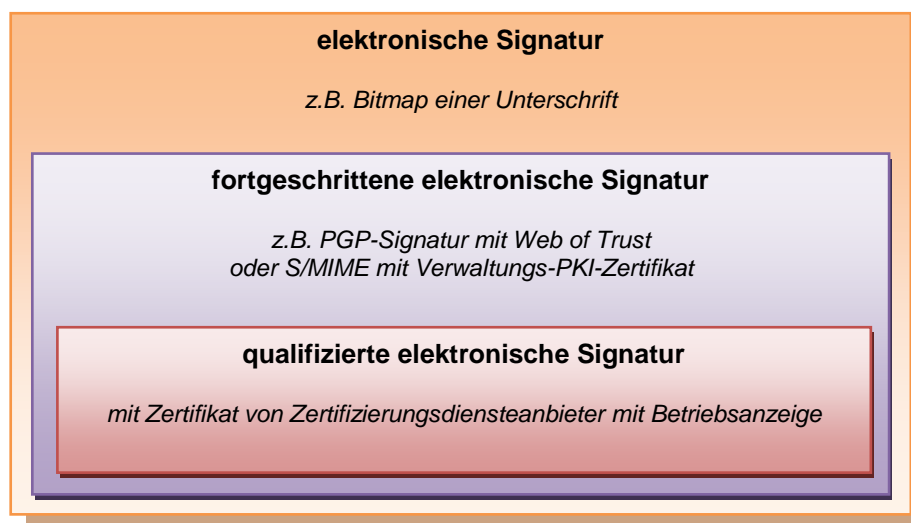 elektronische Signatur
z.B. Bitmap einer Unterschrift
fortgeschrittene elektronische Signatur
z.B. PGP-Signatur mit Web of Trust
oder S/MIME mit Verwaltungs-PKI-Zertifikat
qualifizierte elektronische Signatur
mit Zertifikat von Zertifizierungsdiensteanbieter mit Betriebsanzeige